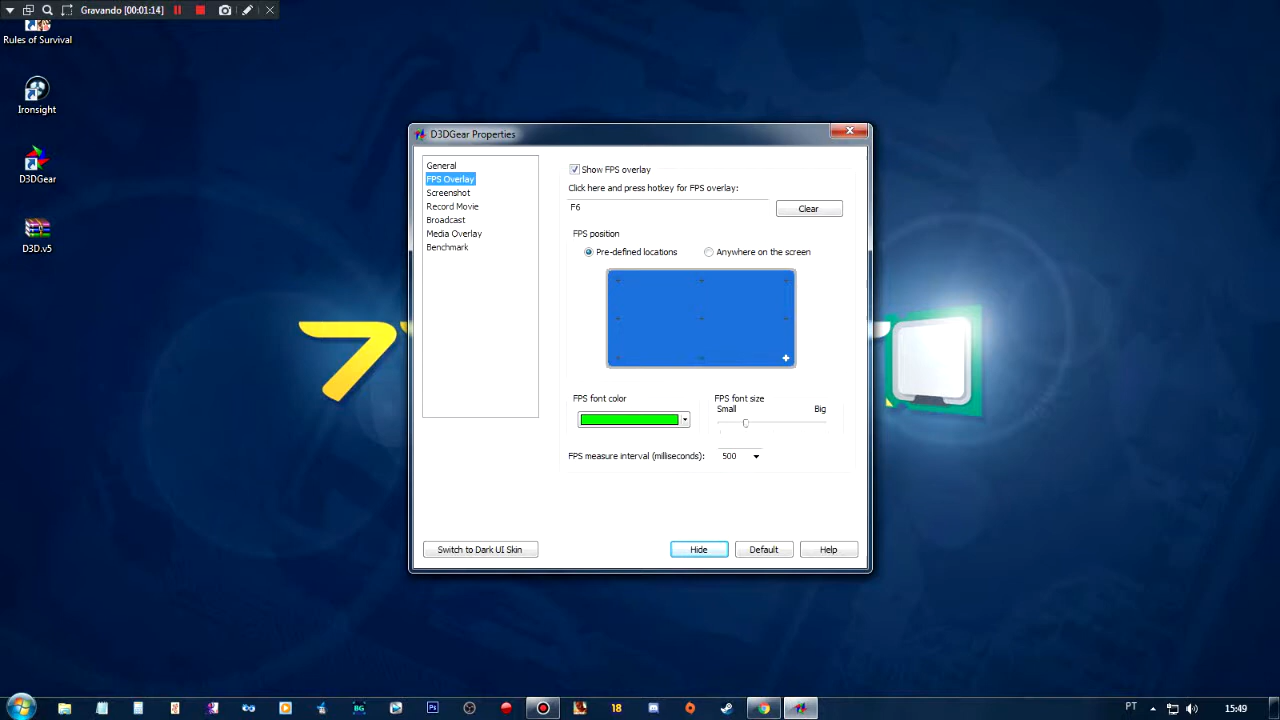 Gravando [00:01:14]
Rules of Survival
Ironsight
D3DGear
D3D.v5
D3DGear Properties
General
FPS Overlay
Screenshot
Record Movie
Broadcast
Media Overlay
Benchmark
Show FPS overlay
Click here and press hotkey for FPS overlay:
F6
Clear
FPS position
Pre-defined locations
Anywhere on the screen
FPS font color
FPS font size
Small
Big
FPS measure interval (milliseconds):
500
Switch to Dark UI Skin
Hide
Default
Help
7
BG
Ps
18
PT
15:49